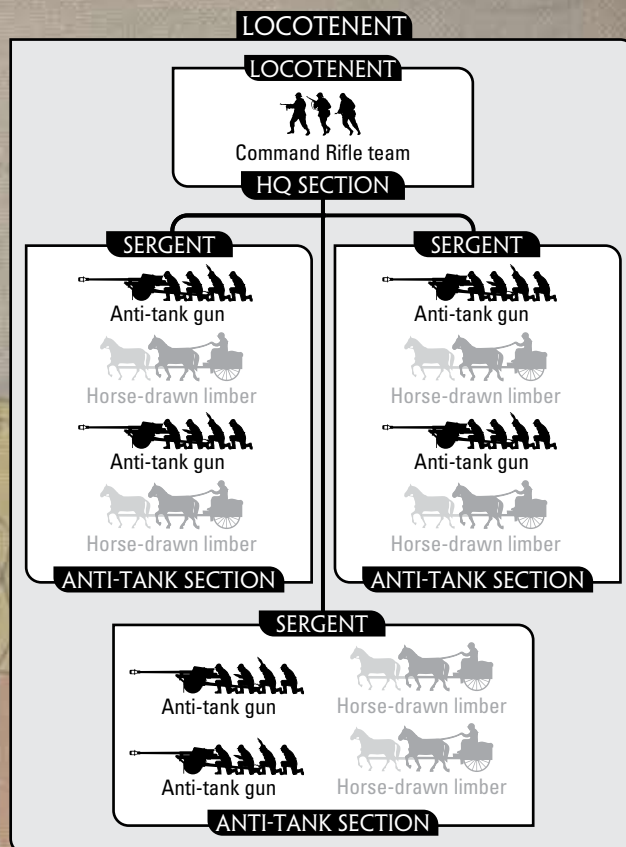 LOCOTENENT
LOCOTENENT
Command Rifle team
HQ SECTION
SERGENT
Anti-tank gun
Horse-drawn limber
Anti-tank gun
Horse-drawn limber
ANTI-TANK SECTION
SERGENT
Anti-tank gun
Horse-drawn limber
Anti-tank gun
Horse-drawn limber
ANTI-TANK SECTION
SERGENT
Anti-tank gun
Horse-drawn limber
Anti-tank gun
Horse-drawn limber
ANTI-TANK SECTION